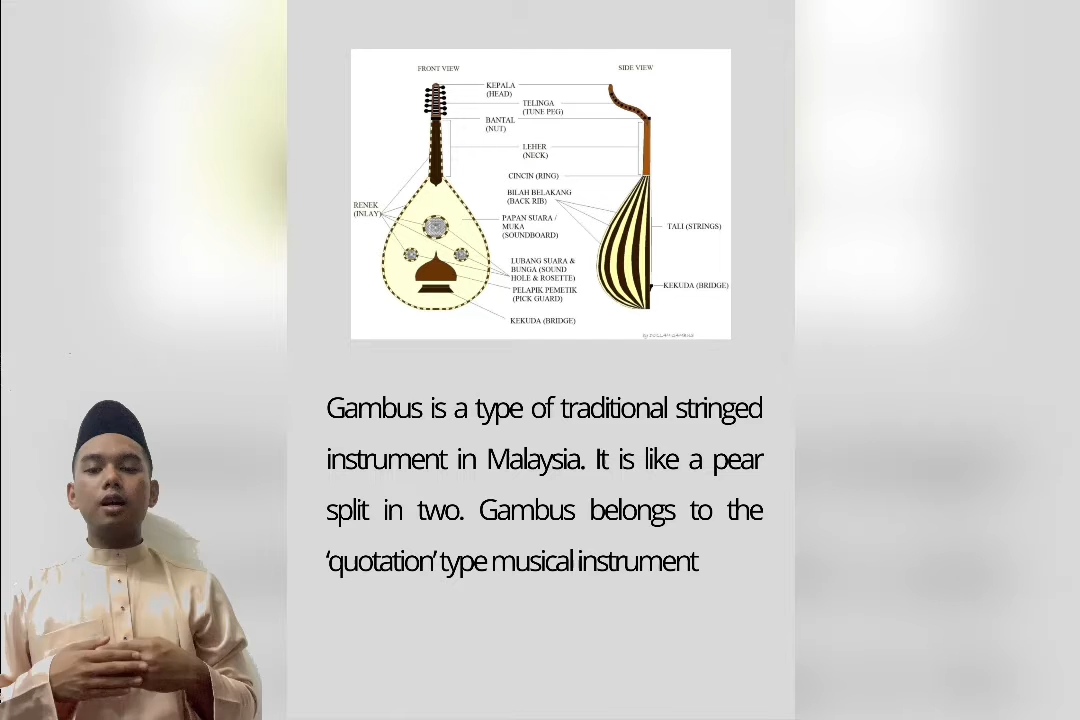 FRONT VIEW
SIDE VIEW
KEPALA
(HEAD)
TELINGA
(TUNE PEG)
BANTAL
(NUT)
LEHER
(NECK)
CINCIN (RING)
BILAH BELAKANG
(BACK RIB)
RENEK
(INLAY)
PAPAN SUARA /
MUKA
(SOUNDBOARD)
TALI (STRINGS)
LUBANG SUARA &
BUNGA (SOUND
HOLE & ROSETTE)
PELAPIK PEMETIK
(PICK GUARD)
KEKUDA (BRIDGE)
KEKUDA (BRIDGE)
Gambus is a type of traditional stringed
instrument in Malaysia. It is like a pear
split in two. Gambus belongs to the
‘quotation’ type musical instrument